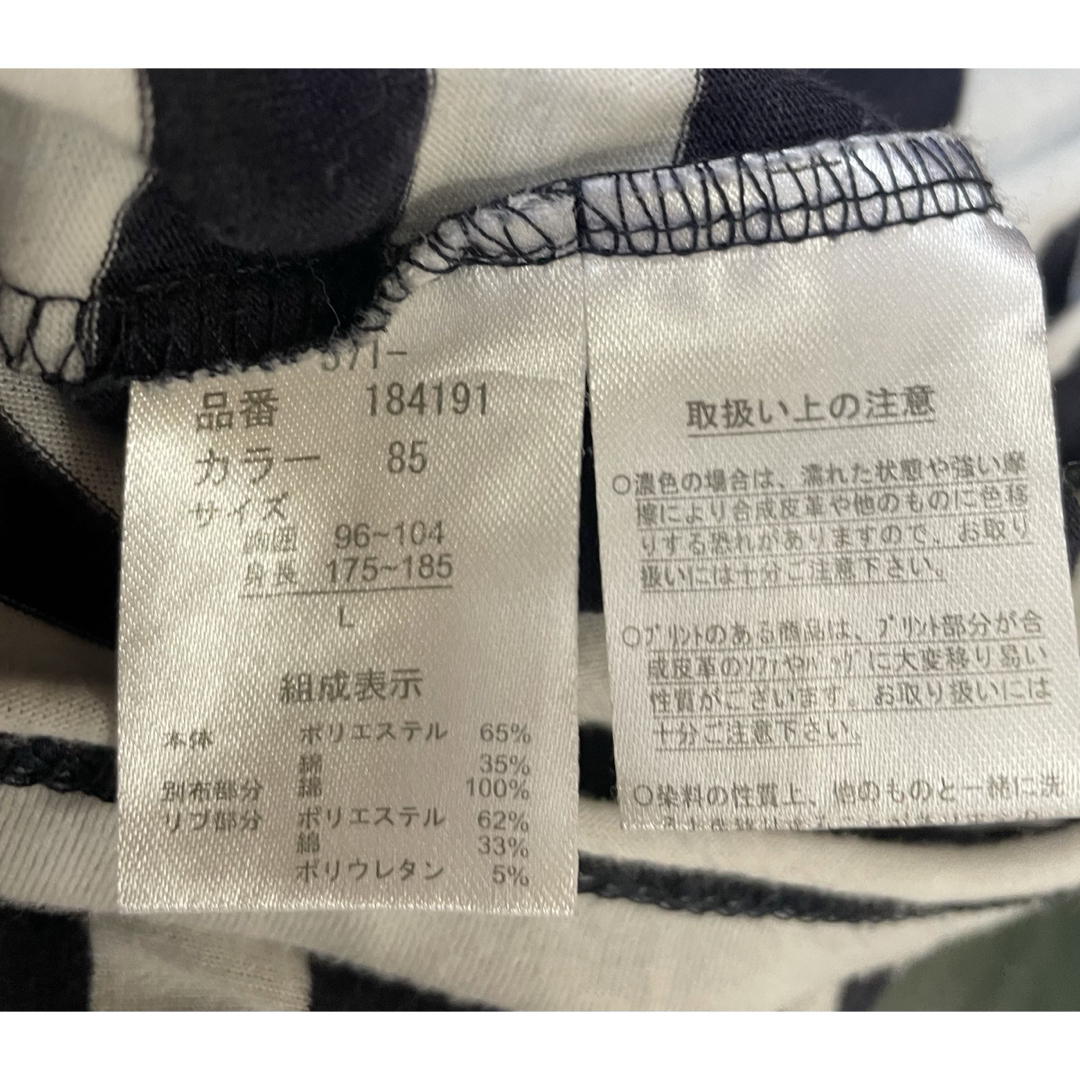 571-
品番 184191
カラー 85
サイズ
胸囲 96~104
身長 175~185
L
組成表示
本体 ポリエステル 65%
綿 35%
別布部分 綿 100%
リブ部分 ポリエステル 62%
綿 33%
ポリウレタン 5%
取扱い上の注意
○濃色の場合は、濡れた状態や強い摩
擦により合成皮革や他のものに色移
りする恐れがありますので、お取り
扱いには十分ご注意下さい。
○プリントのある商品は、プリント部分が合
成皮革のソファやバッグに大変移り易い
性質がございます。お取り扱いには
十分ご注意下さい。
○染料の性質上、他のものと一緒に洗